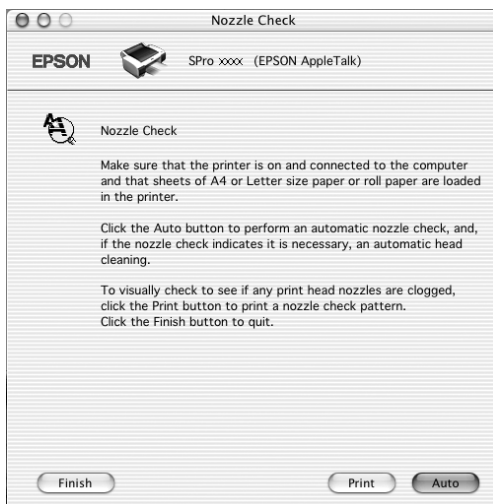 Nozzle Check
EPSON
SPro xxxx (EPSON AppleTalk)
Nozzle Check
Make sure that the printer is on and connected to the computer
and that sheets of A4 or Letter size paper or roll paper are loaded
in the printer.
Click the Auto button to perform an automatic nozzle check, and,
if the nozzle check indicates it is necessary, an automatic head
cleaning.
To visually check to see if any print head nozzles are clogged,
click the Print button to print a nozzle check pattern.
Click the Finish button to quit.
Finish
Print
Auto